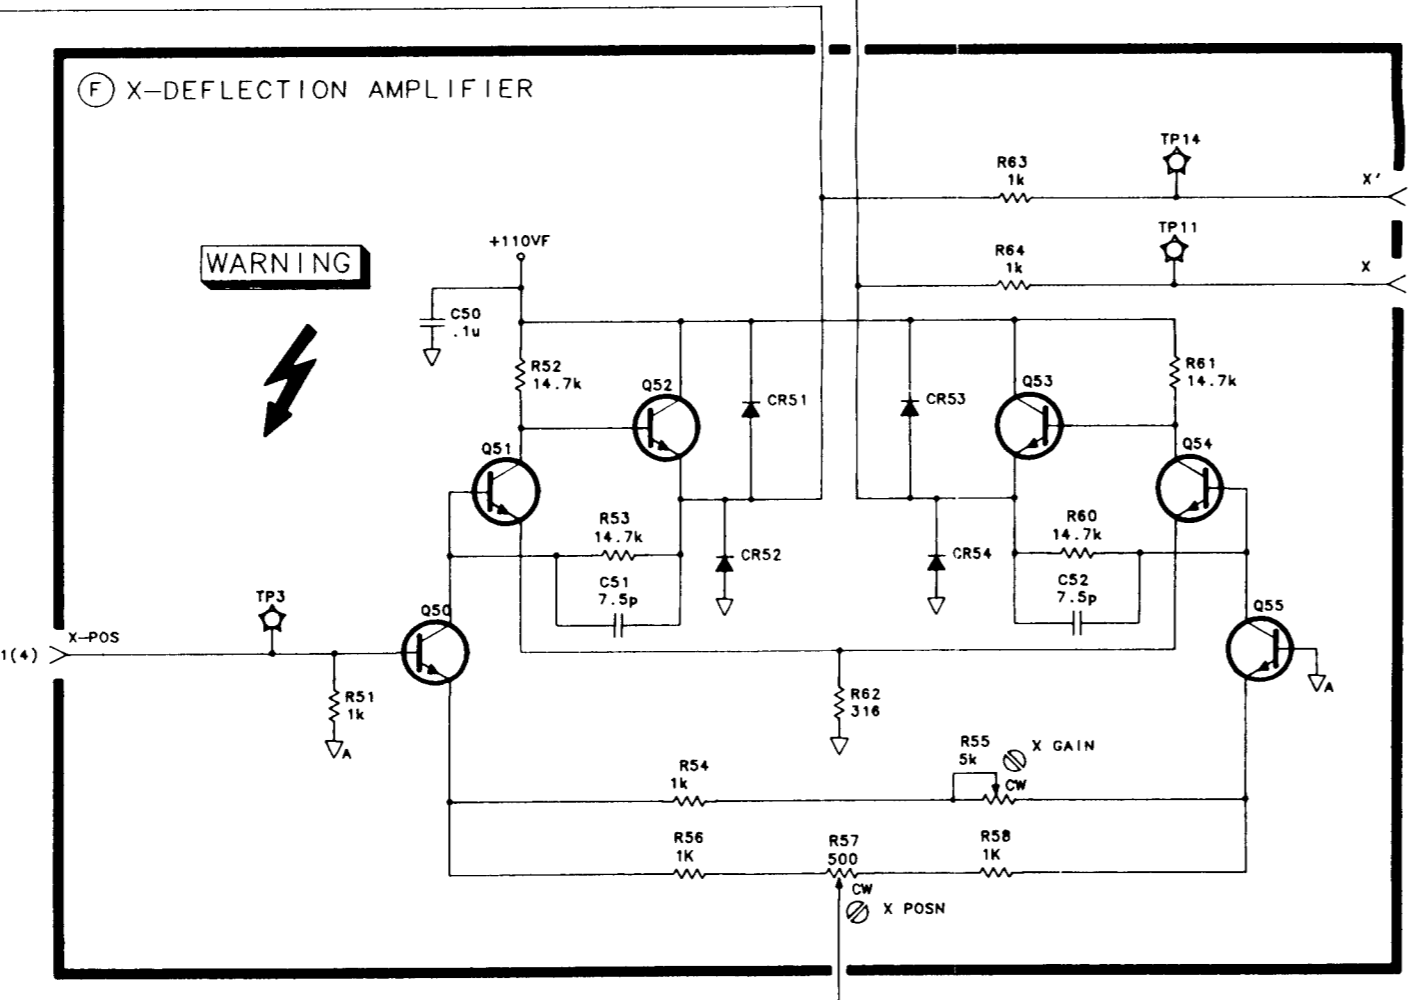 F X-DEFLECTION AMPLIFIER
TP14
R63
1k
X'
TP11
R64
1k
X
+110VF
WARNING
C50
.1u
R52
14.7k
Q52
CR51
CR53
Q53
R61
14.7k
Q51
Q54
R53
14.7k
R60
14.7k
CR52
CR54
C51
7.5p
C52
7.5p
TP3
Q50
Q55
X-POS
1(4)
R51
1k
A
R62
316
A
R54
1k
R55
5k
X GAIN
CW
R56
1K
R57
500
R58
1K
CW
X POSN